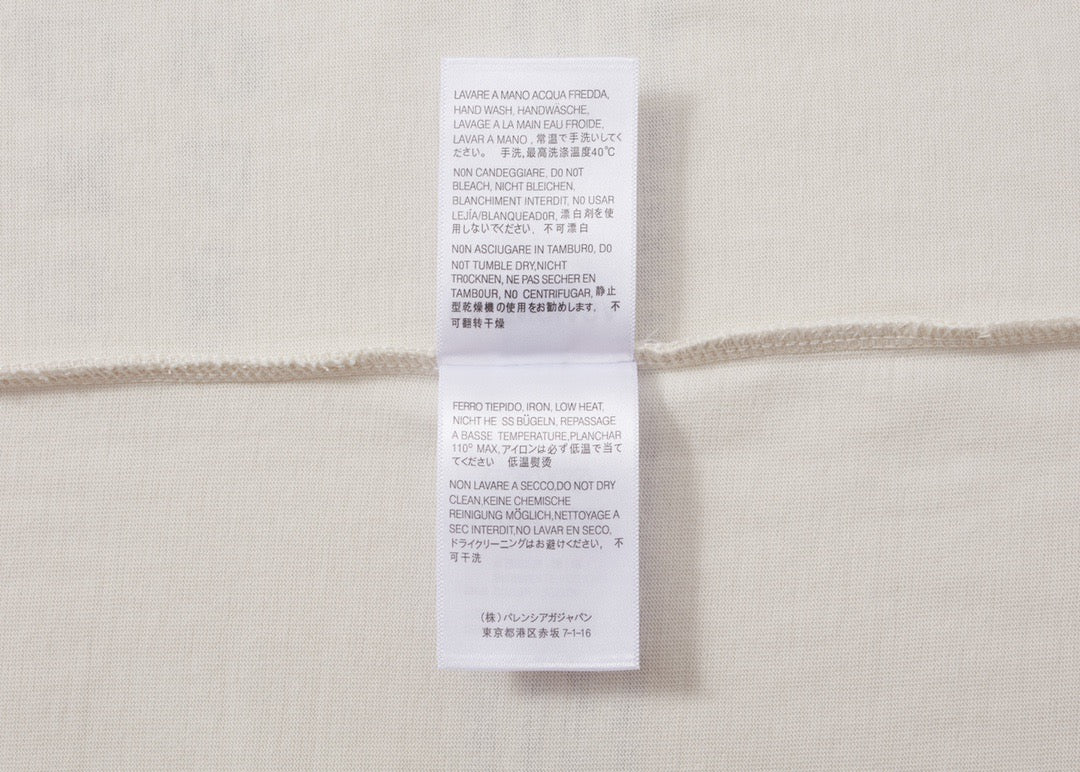 LAVARE A MANO ACQUA FREDDA,
HAND WASH, HANDWÄSCHE,
LAVAGE A LA MAIN EAU FROIDE,
LAVAR A MANO , 常温で手洗いしてく
ださい。 手洗,最高洗涤温度40℃
NON CANDEGGIARE, DO NOT
BLEACH, NICHT BLEICHEN,
BLANCHIMENT INTERDIT, NO USAR
LEJÍA/BLANQUEADOR, 漂白剤を使
用しないでください, 不可漂白
NON ASCIUGARE IN TAMBURO, DO
NOT TUMBLE DRY,NICHT
TROCKNEN, NE PAS SECHER EN
TAMBOUR, NO CENTRIFUGAR, 静止
型乾燥機の使用をお勧めします, 不
可翻转干燥
FERRO TIEPIDO, IRON, LOW HEAT,
NICHT HE SS BÜGELN, REPASSAGE
A BASSE TEMPERATURE,PLANCHAR
110° MAX,アイロンは必ず低温で当て
てください 低温熨烫
NON LAVARE A SECCO,DO NOT DRY
CLEAN,KEINE CHEMISCHE
REINIGUNG MÖGLICH,NETTOYAGE A
SEC INTERDIT,NO LAVAR EN SECO,
ドライクリーニングはお避けください, 不
可干洗
(株)バレンシアガジャパン
東京都港区赤坂 7-1-16